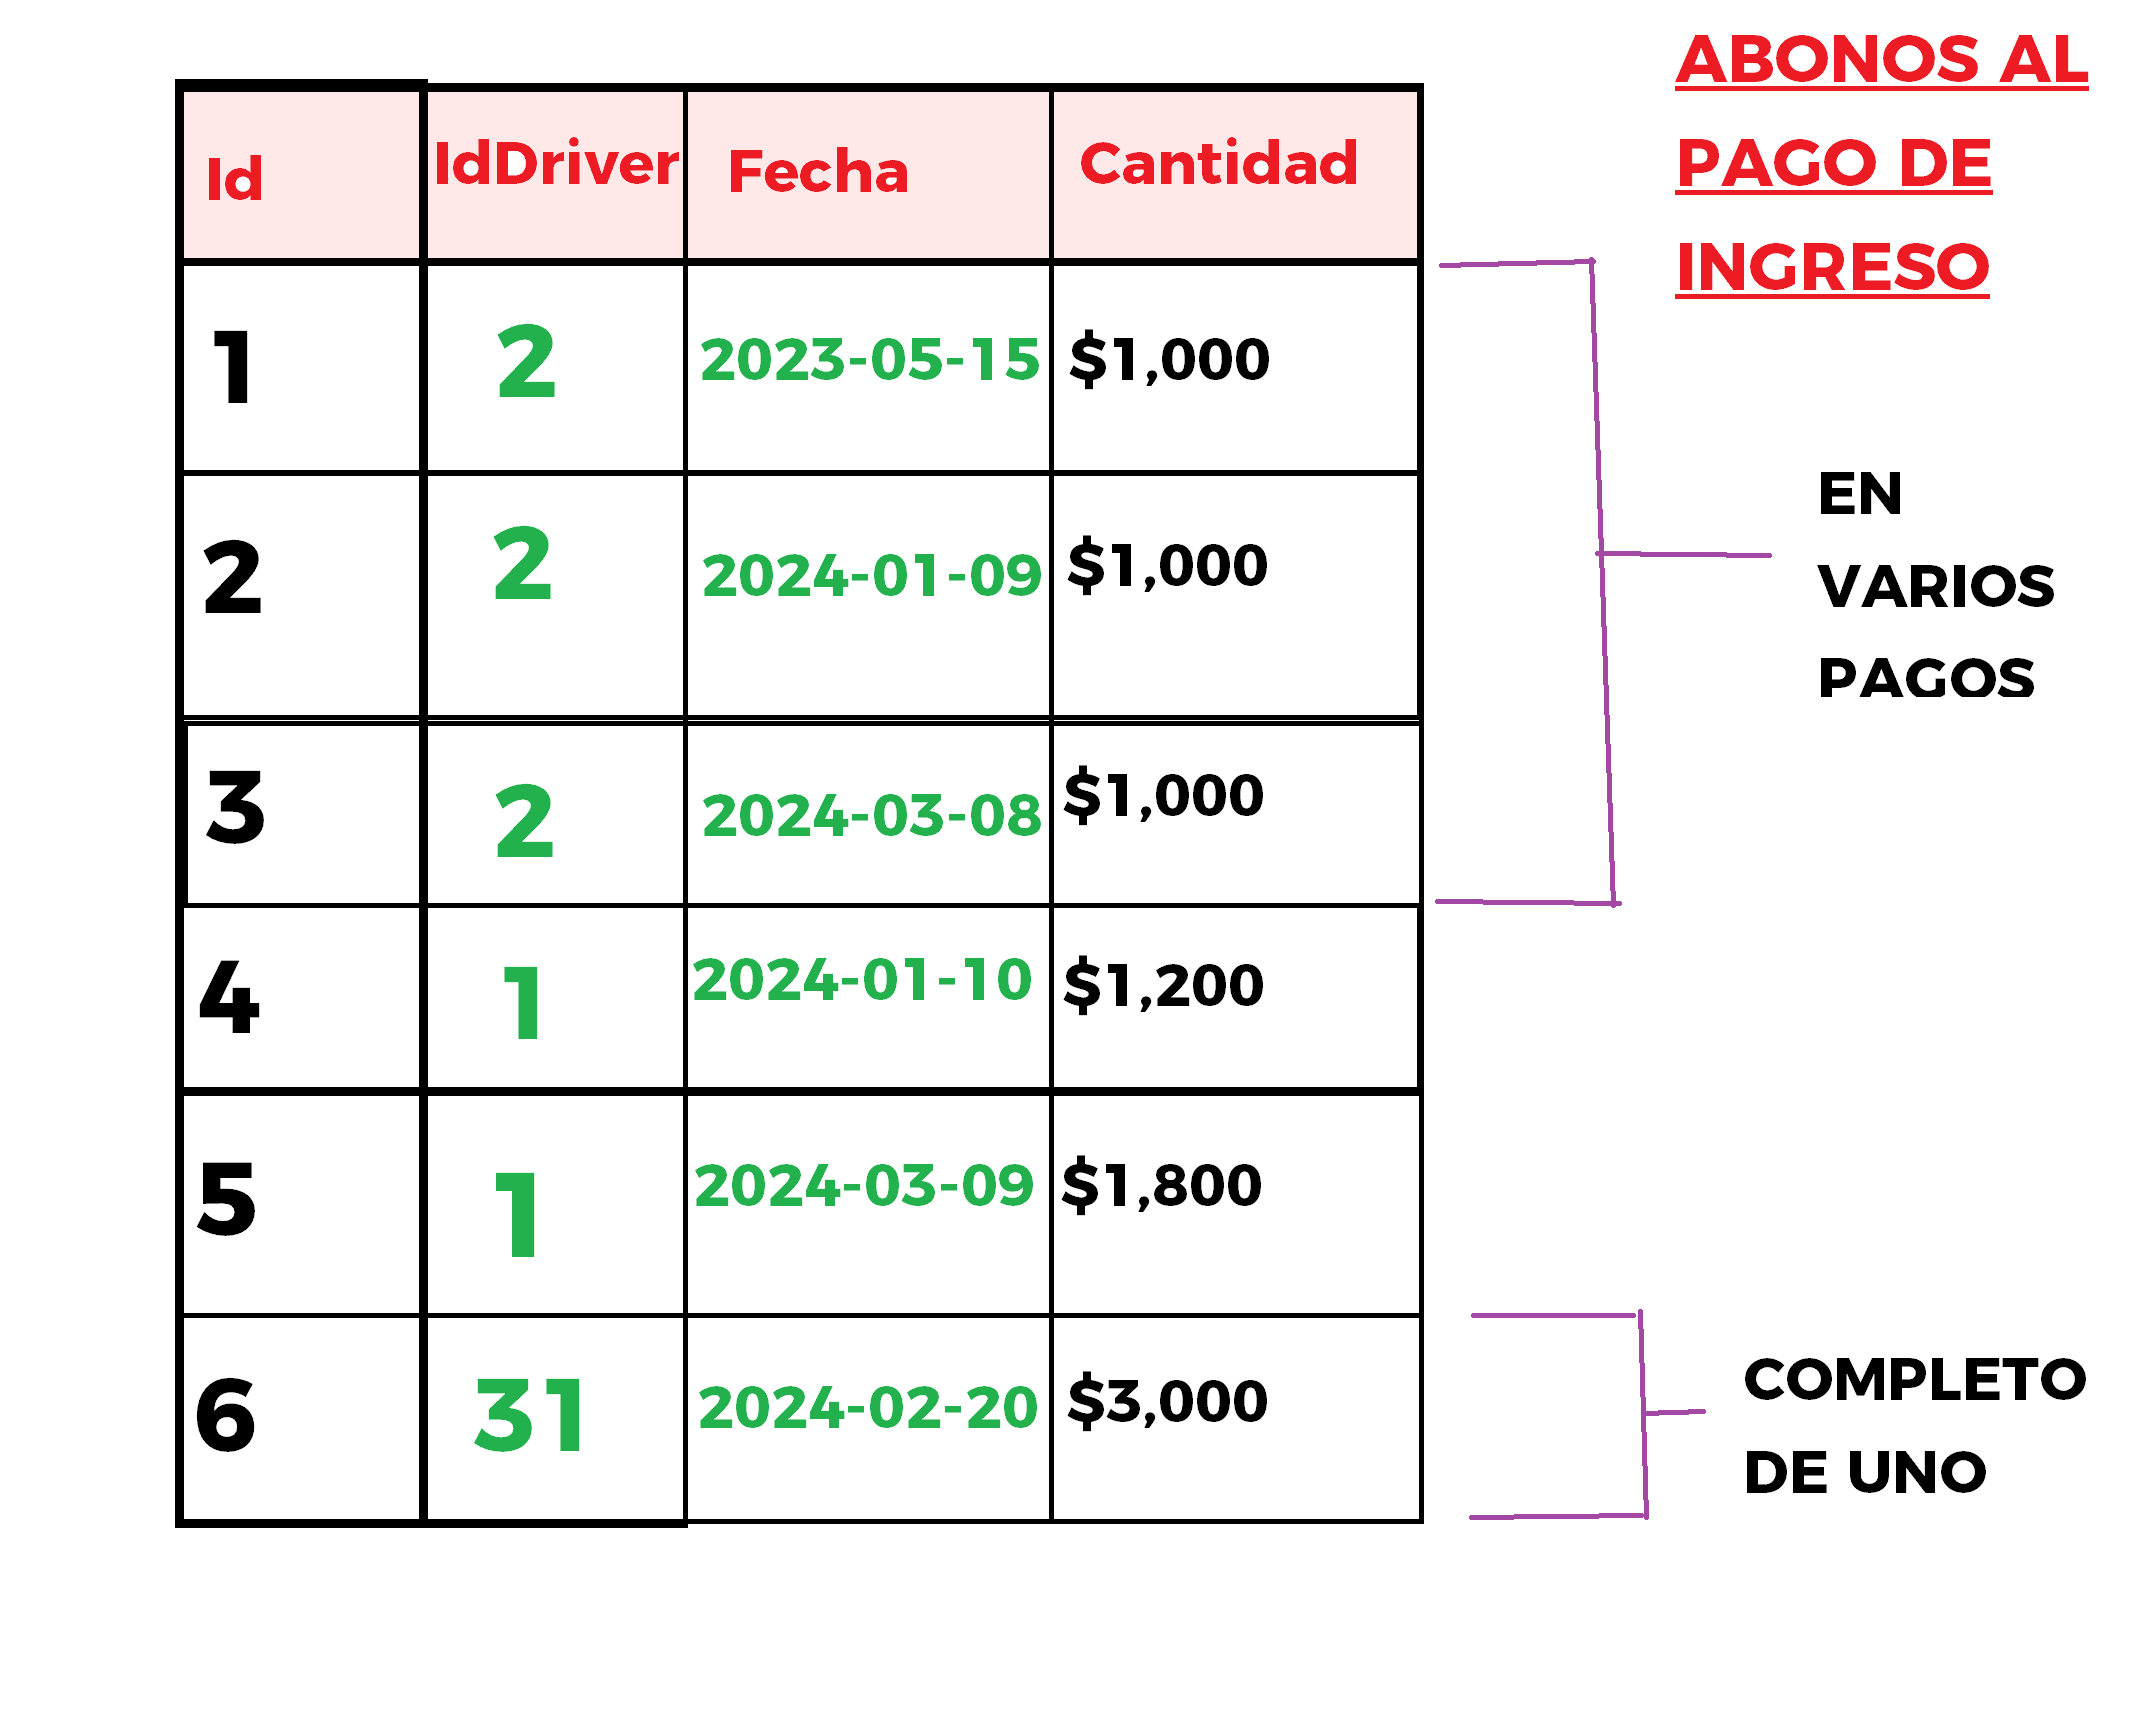 ABONOS AL
PAGO DE
INGRESO
Id IdDriver Fecha Cantidad
1 2 2023-05-15 $1,000
2 2 2024-01-09 $1,000
3 2 2024-03-08 $1,000
4 1 2024-01-10 $1,200
5 1 2024-03-09 $1,800
6 31 2024-02-20 $3,000
EN
VARIOS
PAGOS
COMPLETO
DE UNO